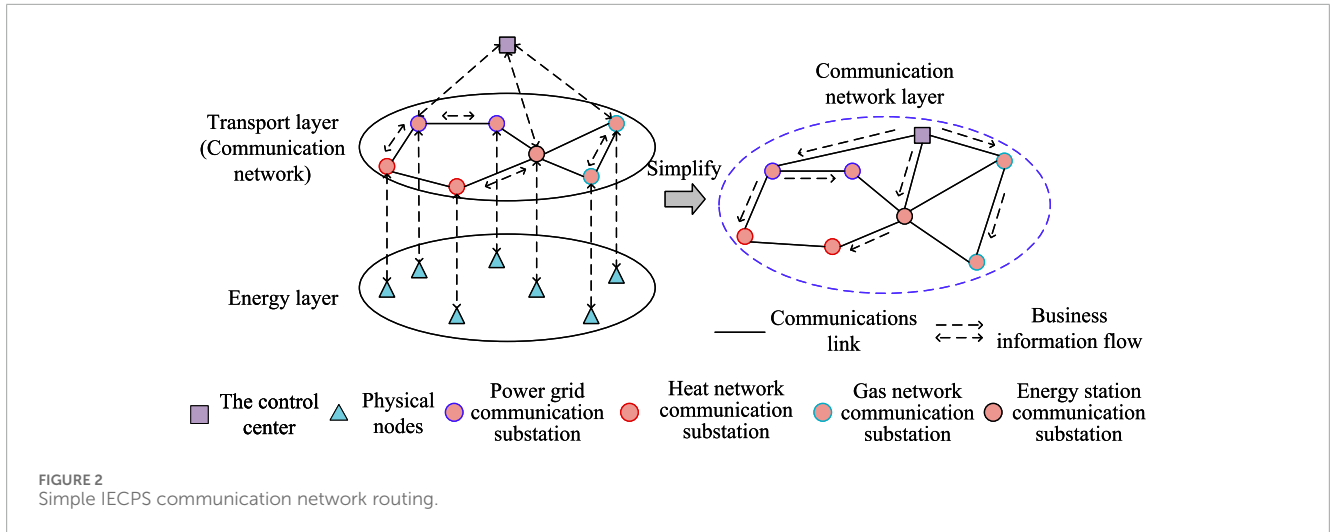 Transport layer
(Communication
network)
Energy layer
Simplify
Communication
network layer
Communications
link
Business
information flow
The control
center
Physical
nodes
Power grid
communication
substation
Heat network
communication
substation
Gas network
communication
substation
Energy station
communication
substation
FIGURE 2
Simple IECPS communication network routing.